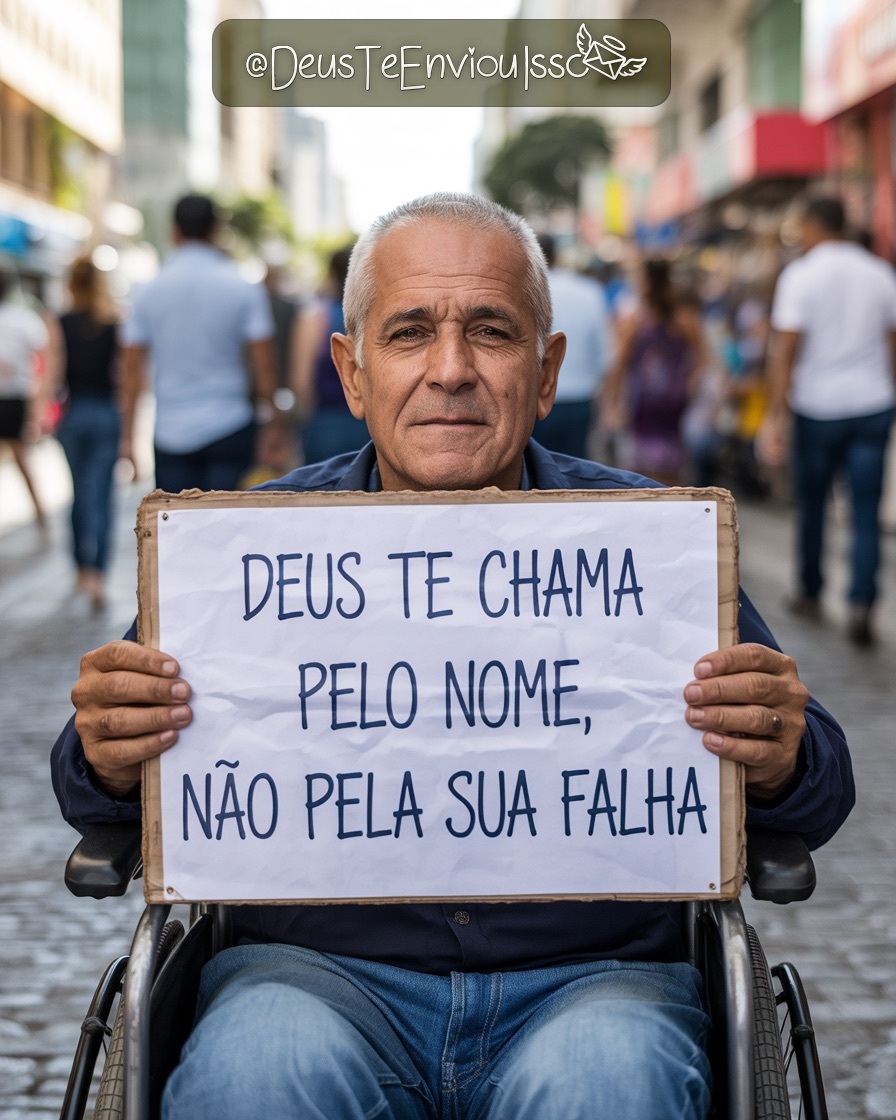 @DeusTeEnviouIsso
DEUS TE CHAMA
PELO NOME,
NÃO PELA SUA FALHA